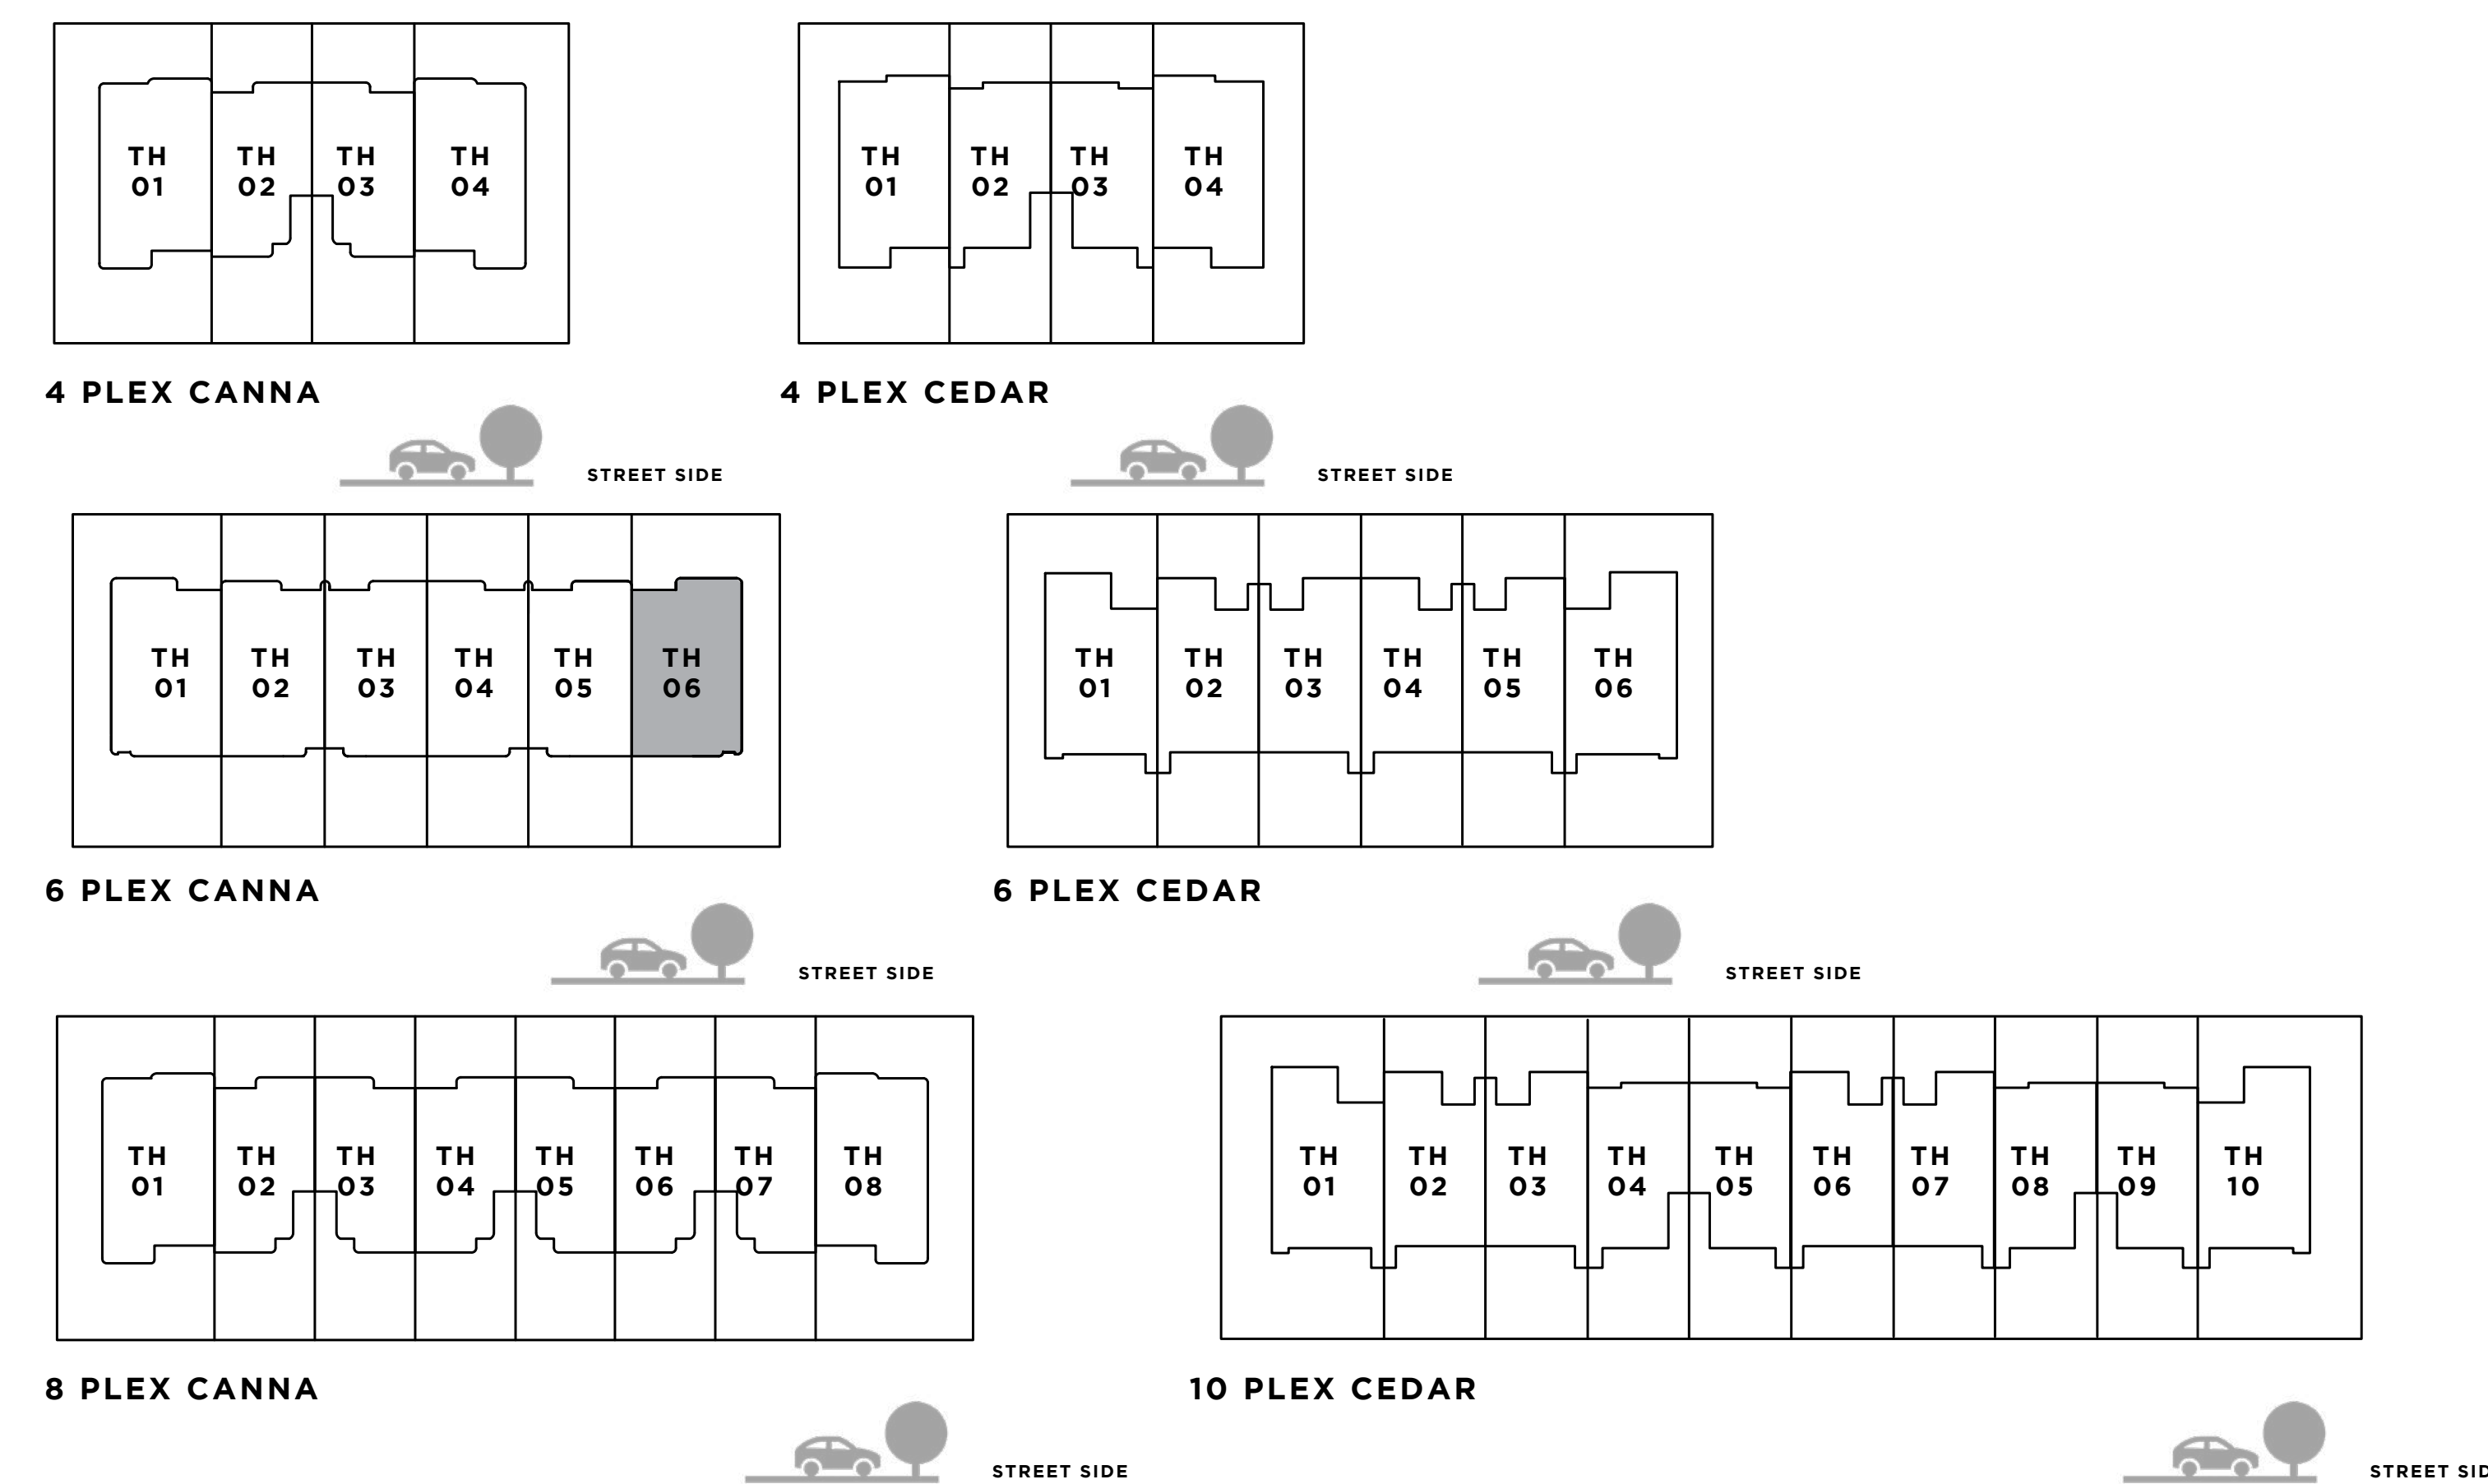 TH TH TH TH
01 02 03 04
TH TH TH TH
01 02 03 04
4 PLEX CANNA
4 PLEX CEDAR
STREET SIDE
STREET SIDE
TH TH TH TH TH TH
01 02 03 04 05 06
TH TH TH TH TH TH
01 02 03 04 05 06
6 PLEX CANNA
6 PLEX CEDAR
STREET SIDE
STREET SIDE
TH TH TH TH TH TH TH TH
01 02 03 04 05 06 07 08
TH TH TH TH TH TH TH TH TH TH
01 02 03 04 05 06 07 08 09 10
8 PLEX CANNA
10 PLEX CEDAR
STREET SIDE
STREET